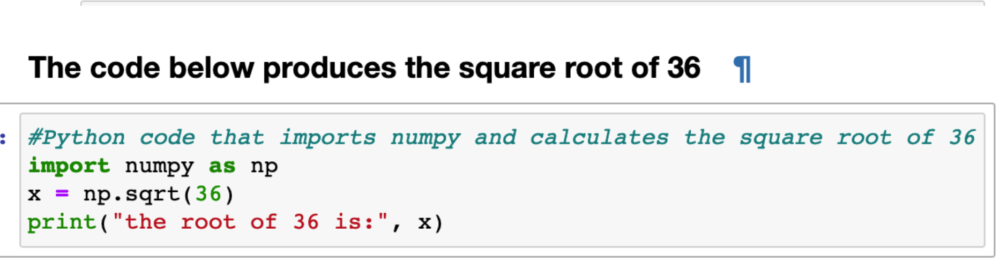 The code below produces the square root of 36 ¶
:
#Python code that imports numpy and calculates the square root of 36
import numpy as np
x = np.sqrt(36)
print("the root of 36 is:", x)